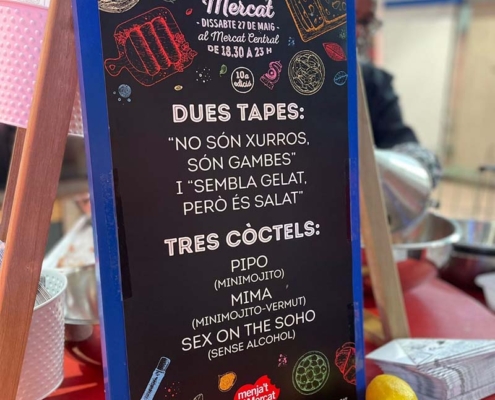 Mercat
DISSABTE 27 DE MAIG
al Mercat Central
DE 18.30 A 23 H
10a
edició
DUES TAPES:
"NO SÓN XURROS,
SÓN GAMBES"
I "SEMBLA GELAT,
PERÒ ÉS SALAT"
TRES CÒCTELS:
PIPO
(MINIMOJITO)
MIMA
(MINIMOJITO-VERMUT)
SEX ON THE SOHO
(SENSE ALCOHOL)
menja't
el Mercat